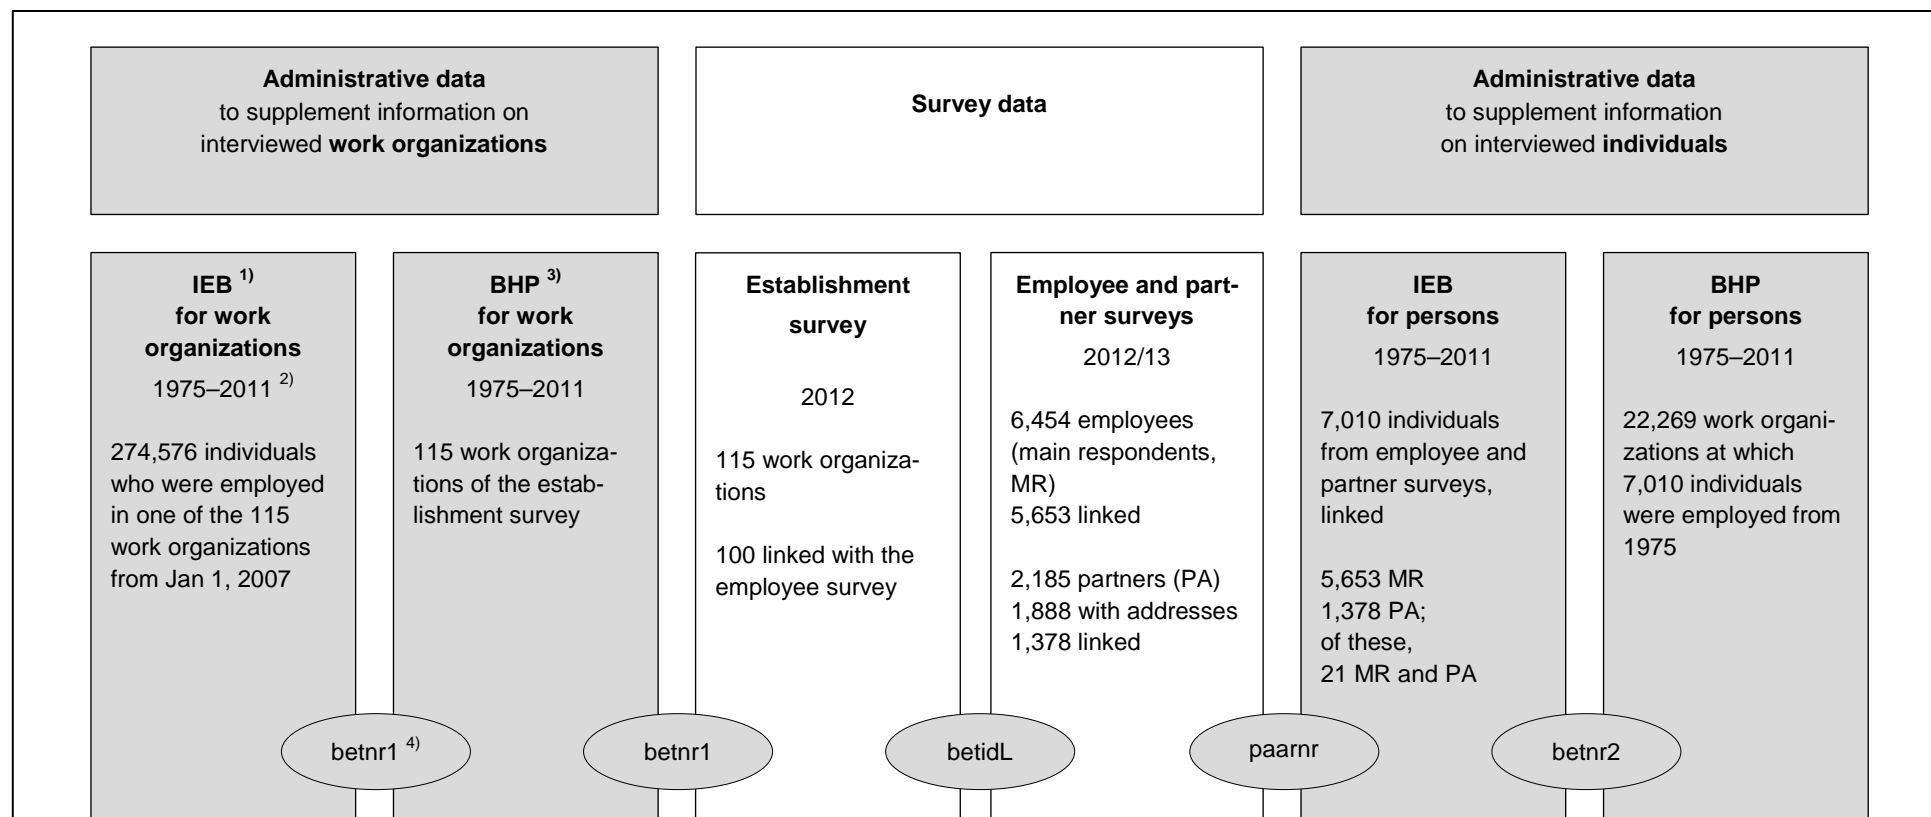 Administrative data
to supplement information on
interviewed work organizations
Survey data
Administrative data
to supplement information
on interviewed individuals
IEB 1)
for work
organizations
1975–2011 2)
274,576 individuals
who were employed
in one of the 115
work organizations
from Jan 1, 2007
BHP 3)
for work
organizations
1975–2011
115 work organiza-
tions of the estab-
lishment survey
Establishment
survey
2012
115 work organiza-
tions
100 linked with the
employee survey
Employee and part-
ner surveys
2012/13
6,454 employees
(main respondents,
MR)
5,653 linked
2,185 partners (PA)
1,888 with addresses
1,378 linked
IEB
for persons
1975–2011
7,010 individuals
from employee and
partner surveys,
linked
5,653 MR
1,378 PA;
of these,
21 MR and PA
BHP
for persons
1975–2011
22,269 work organi-
zations at which
7,010 individuals
were employed from
1975
betnr1 4)
betnr1
betidL
paarnr
betnr2